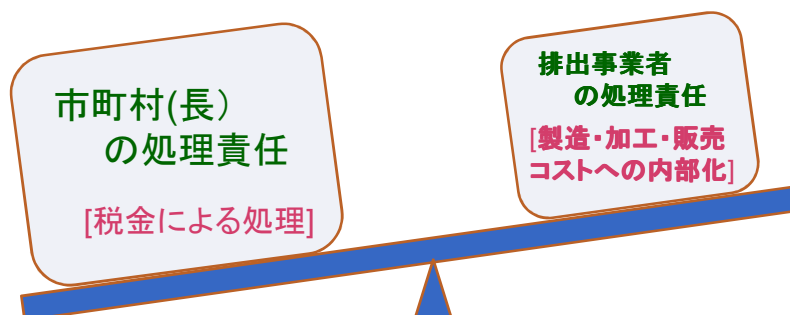 市町村(長）
の処理責任
[税金による処理]
排出事業者
の処理責任
[製造・加工・販売
コストへの内部化]